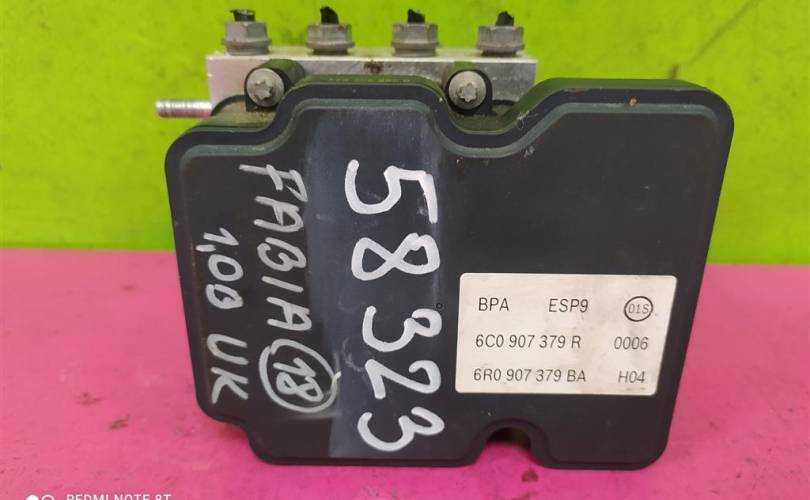 58323
FABIA 18
1,0B UK
BPA ESP9 01S
6C0 907 379 R 0006
6R0 907 379 BA H04
REDMI NOTE 8T